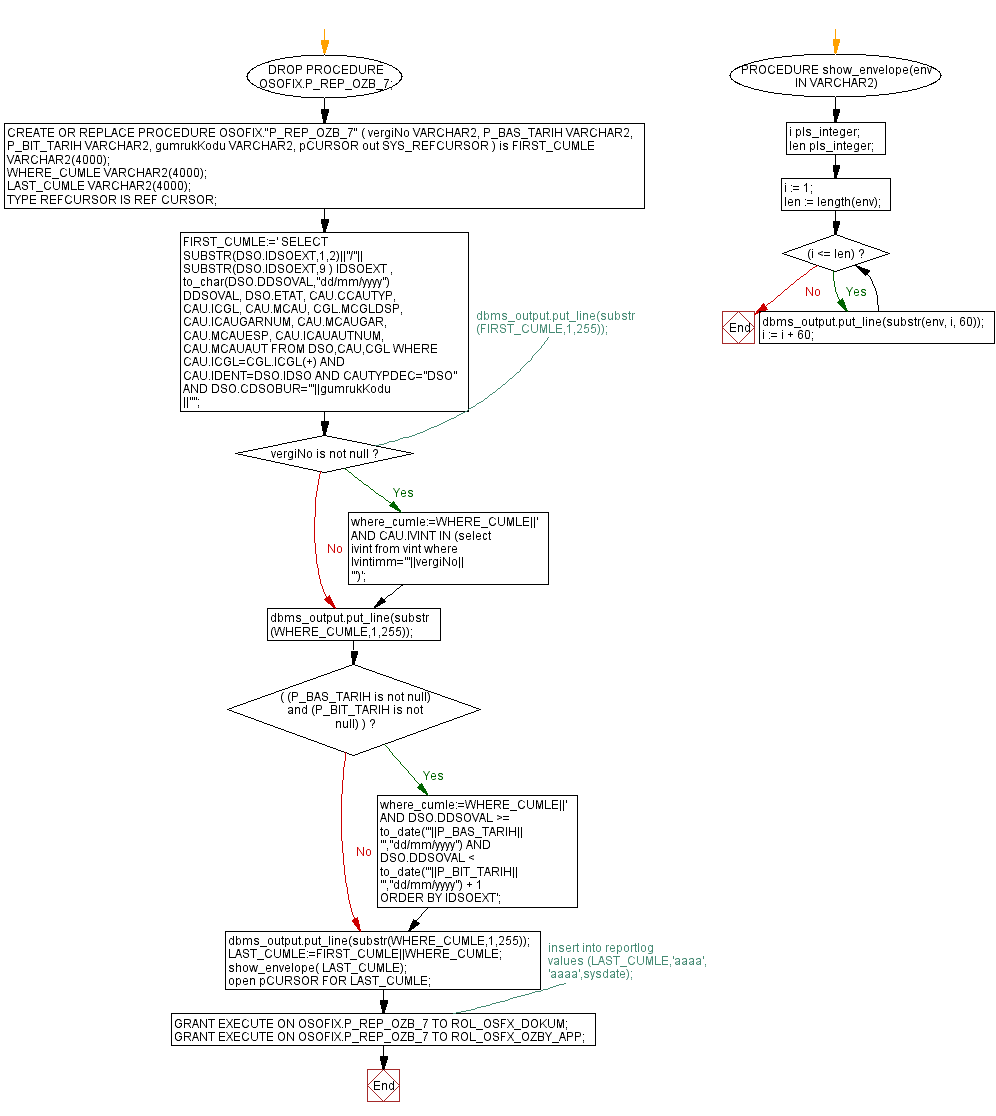 DROP PROCEDURE
OSOFIX.P_REP_OZB_7;
CREATE OR REPLACE PROCEDURE OSOFIX."P_REP_OZB_7" ( vergiNo VARCHAR2, P_BAS_TARIH VARCHAR2,
P_BIT_TARIH VARCHAR2, gumrukKodu VARCHAR2, pCURSOR out SYS_REFCURSOR ) is FIRST_CUMLE
VARCHAR2(4000);
WHERE_CUMLE VARCHAR2(4000);
LAST_CUMLE VARCHAR2(4000);
TYPE REFCURSOR IS REF CURSOR;
FIRST_CUMLE:=' SELECT
SUBSTR(DSO.IDSOEXT,1,2)||"/"||
SUBSTR(DSO.IDSOEXT,9 ) IDSOEXT ,
to_char(DSO.DDSOVAL,"dd/mm/yyyy")
DDSOVAL, DSO.ETAT, CAU.CCAUTYP,
CAU.ICGL, CAU.MCAU, CGL.MCGLDSP,
CAU.ICAUGARNUM, CAU.MCAUGAR,
CAU.MCAUESP, CAU.ICAUAUTNUM,
CAU.MCAUAUT FROM DSO,CAU,CGL WHERE
CAU.ICGL=CGL.ICGL(+) AND
CAU.IDENT=DSO.IDSO AND CAUTYPDEC="DSO"
AND DSO.CDSOBUR="'||gumrukKodu
||'"';
dbms_output.put_line(substr
(FIRST_CUMLE,1,255));
vergiNo is not null ?
Yes
No
where_cumle:=WHERE_CUMLE||'
AND CAU.IVINT IN (select
ivint from vint where
lvintimm="'||vergiNo||
'")';
dbms_output.put_line(substr
(WHERE_CUMLE,1,255));
( (P_BAS_TARIH is not null)
and (P_BIT_TARIH is not
null) ) ?
Yes
No
where_cumle:=WHERE_CUMLE||'
AND DSO.DDSOVAL >=
to_date("'||P_BAS_TARIH||
'","dd/mm/yyyy") AND
DSO.DDSOVAL <
to_date("'||P_BIT_TARIH||
'","dd/mm/yyyy") + 1
ORDER BY IDSOEXT';
dbms_output.put_line(substr(WHERE_CUMLE,1,255));
LAST_CUMLE:=FIRST_CUMLE||WHERE_CUMLE;
show_envelope( LAST_CUMLE);
open pCURSOR FOR LAST_CUMLE;
insert into reportlog
values (LAST_CUMLE,'aaaa',
'aaaa',sysdate);
GRANT EXECUTE ON OSOFIX.P_REP_OZB_7 TO ROL_OSFX_DOKUM;
GRANT EXECUTE ON OSOFIX.P_REP_OZB_7 TO ROL_OSFX_OZBY_APP;
End
PROCEDURE show_envelope(env
IN VARCHAR2)
i pls_integer;
len pls_integer;
i := 1;
len := length(env);
(i <= len) ?
No
Yes
End
dbms_output.put_line(substr(env, i, 60));
i := i + 60;